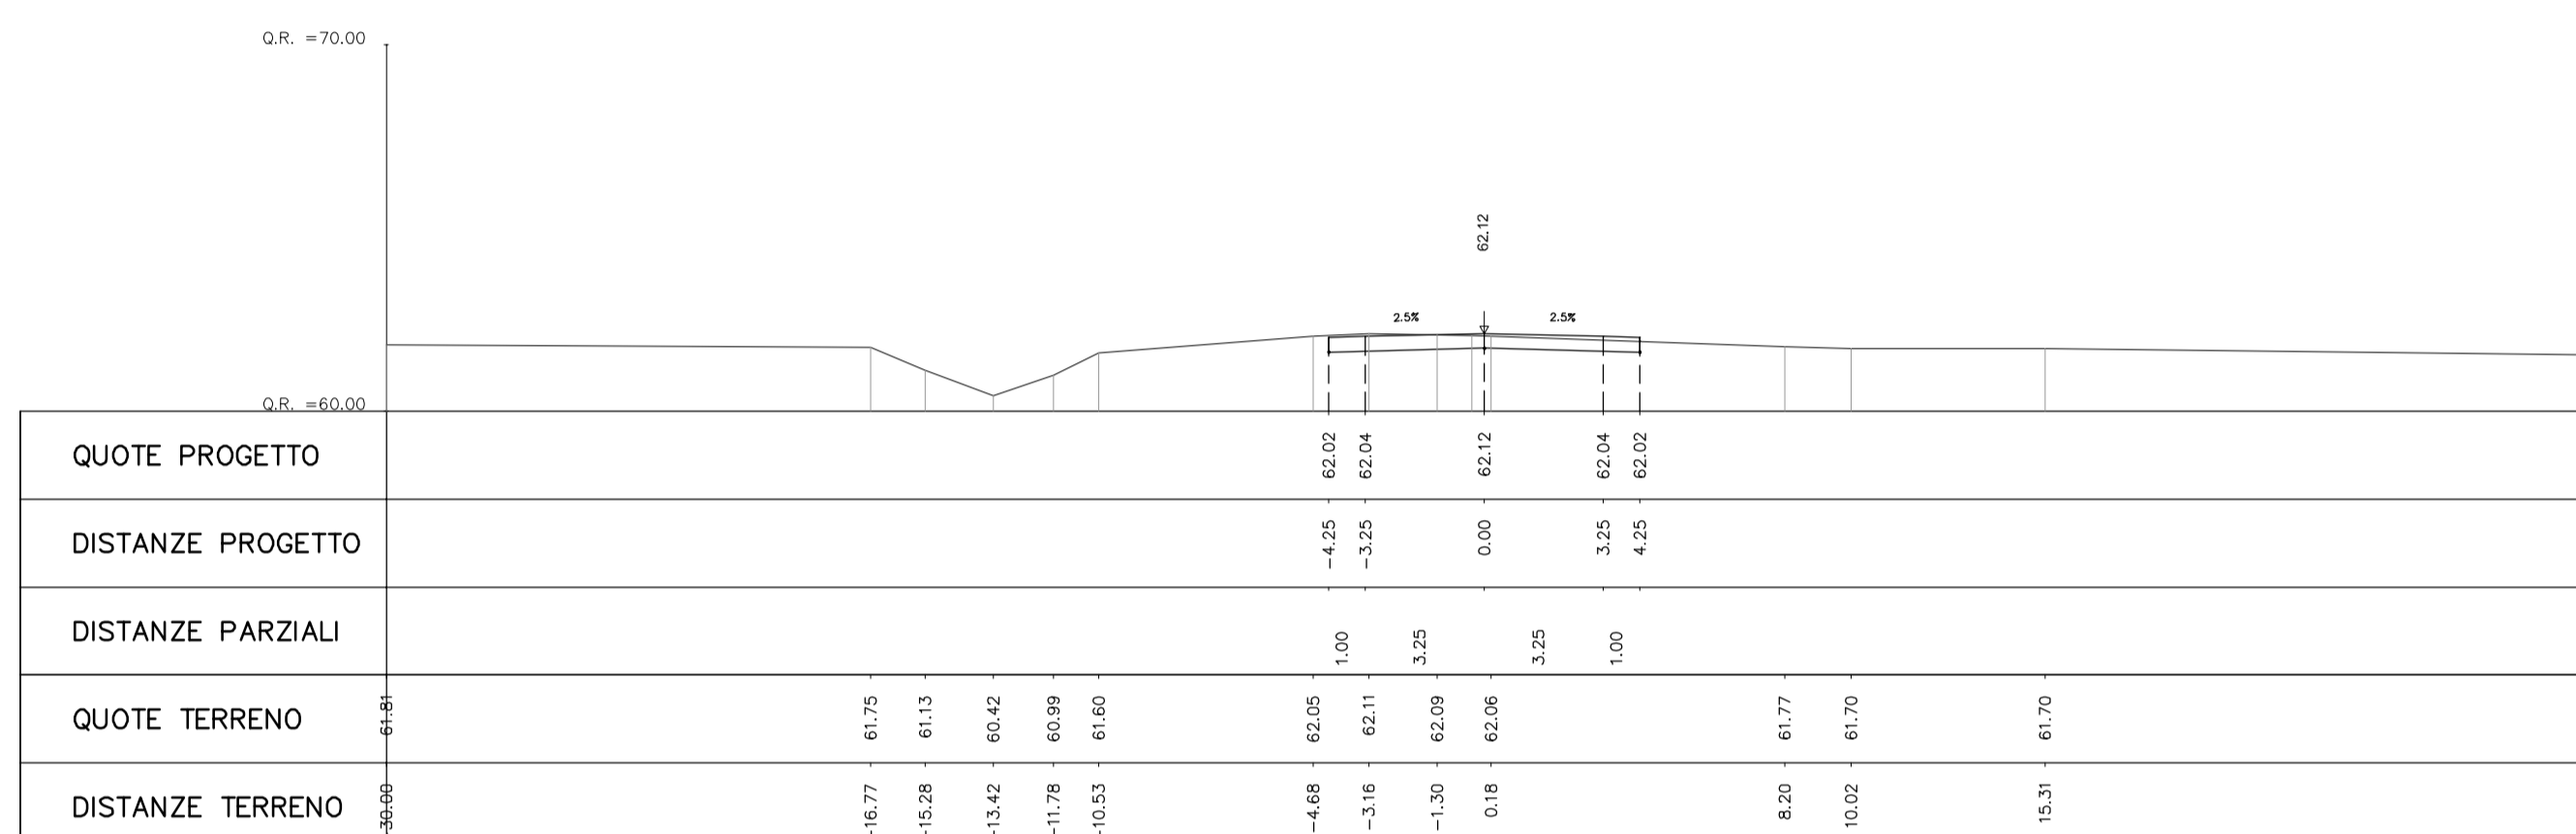 Q.R. =70.00
62.12
2.5% 2.5%
Q.R. =60.00
QUOTE PROGETTO 62.02 62.04 62.12 62.04 62.02
DISTANZE PROGETTO -4.25 -3.25 0.00 3.25 4.25
DISTANZE PARZIALI 1.00 3.25 3.25 1.00
QUOTE TERRENO 61.81 61.75 61.13 60.42 60.99 61.60 62.05 62.11 62.09 62.06 61.77 61.70 61.70
DISTANZE TERRENO -30.00 -16.77 -15.28 -13.42 -11.78 -10.53 -4.68 -3.16 -1.30 0.18 8.20 10.02 15.31